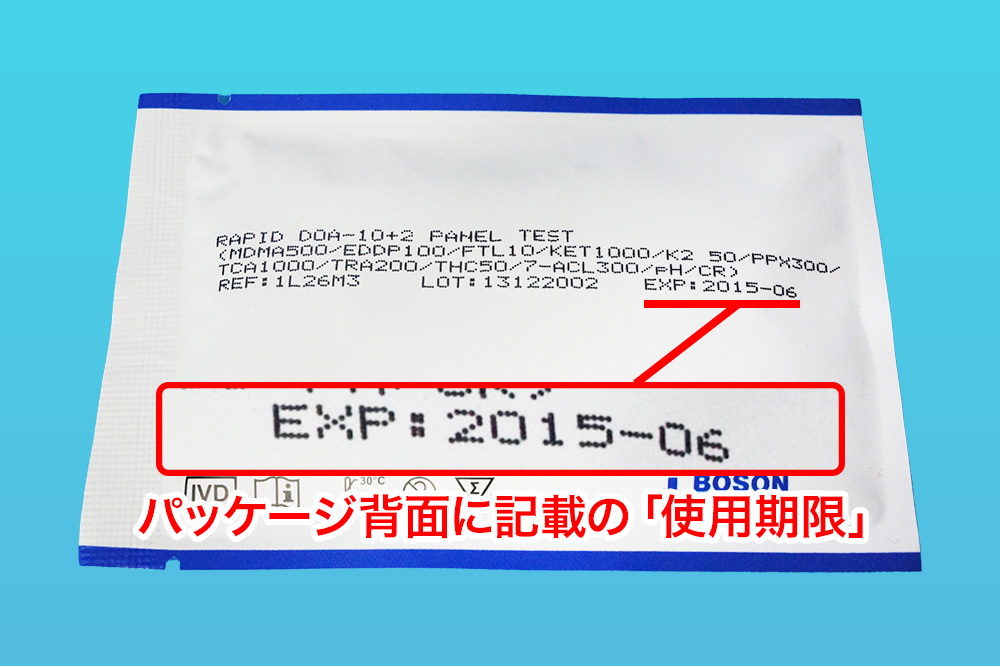 RAPID DOA-10+2 PANEL TEST
(MDMA500/EDDP100/FTL10/KET1000/K2 50/PPX300/
TCA1000/TRA200/THC50/7-ACL300/pH/CR)
REF:1L26M3 LOT:13122002 EXP:2015-06
EXP:2015-06
IVD i 30°C Σ BOSON
パッケージ背面に記載の「使用期限」